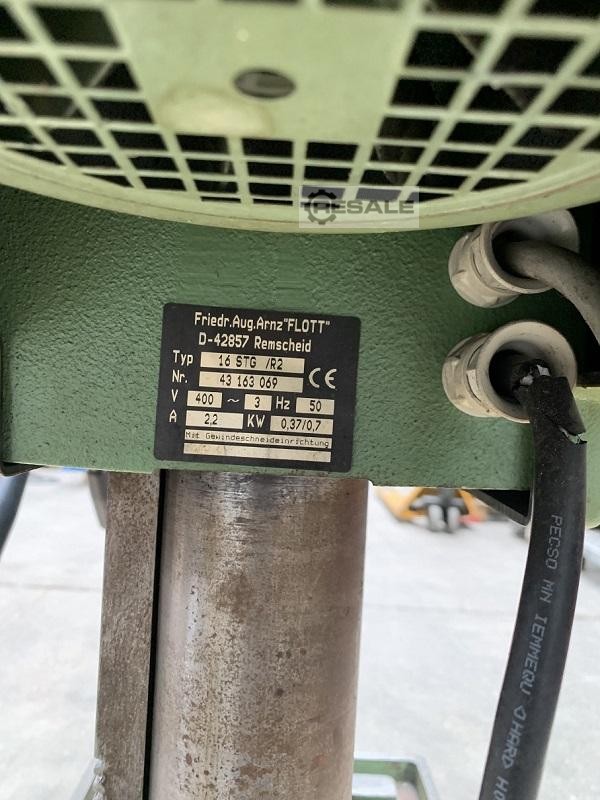 RESALE
Friedr.Aug.Arnz"FLOTT"
D-42857 Remscheid
Typ 16 STG /R2
Nr. 43 163 069 CE
V 400 ~ 3 Hz 50
A 2,2 KW 0,37/0,7
Mit Gewindeschneideinrichtung